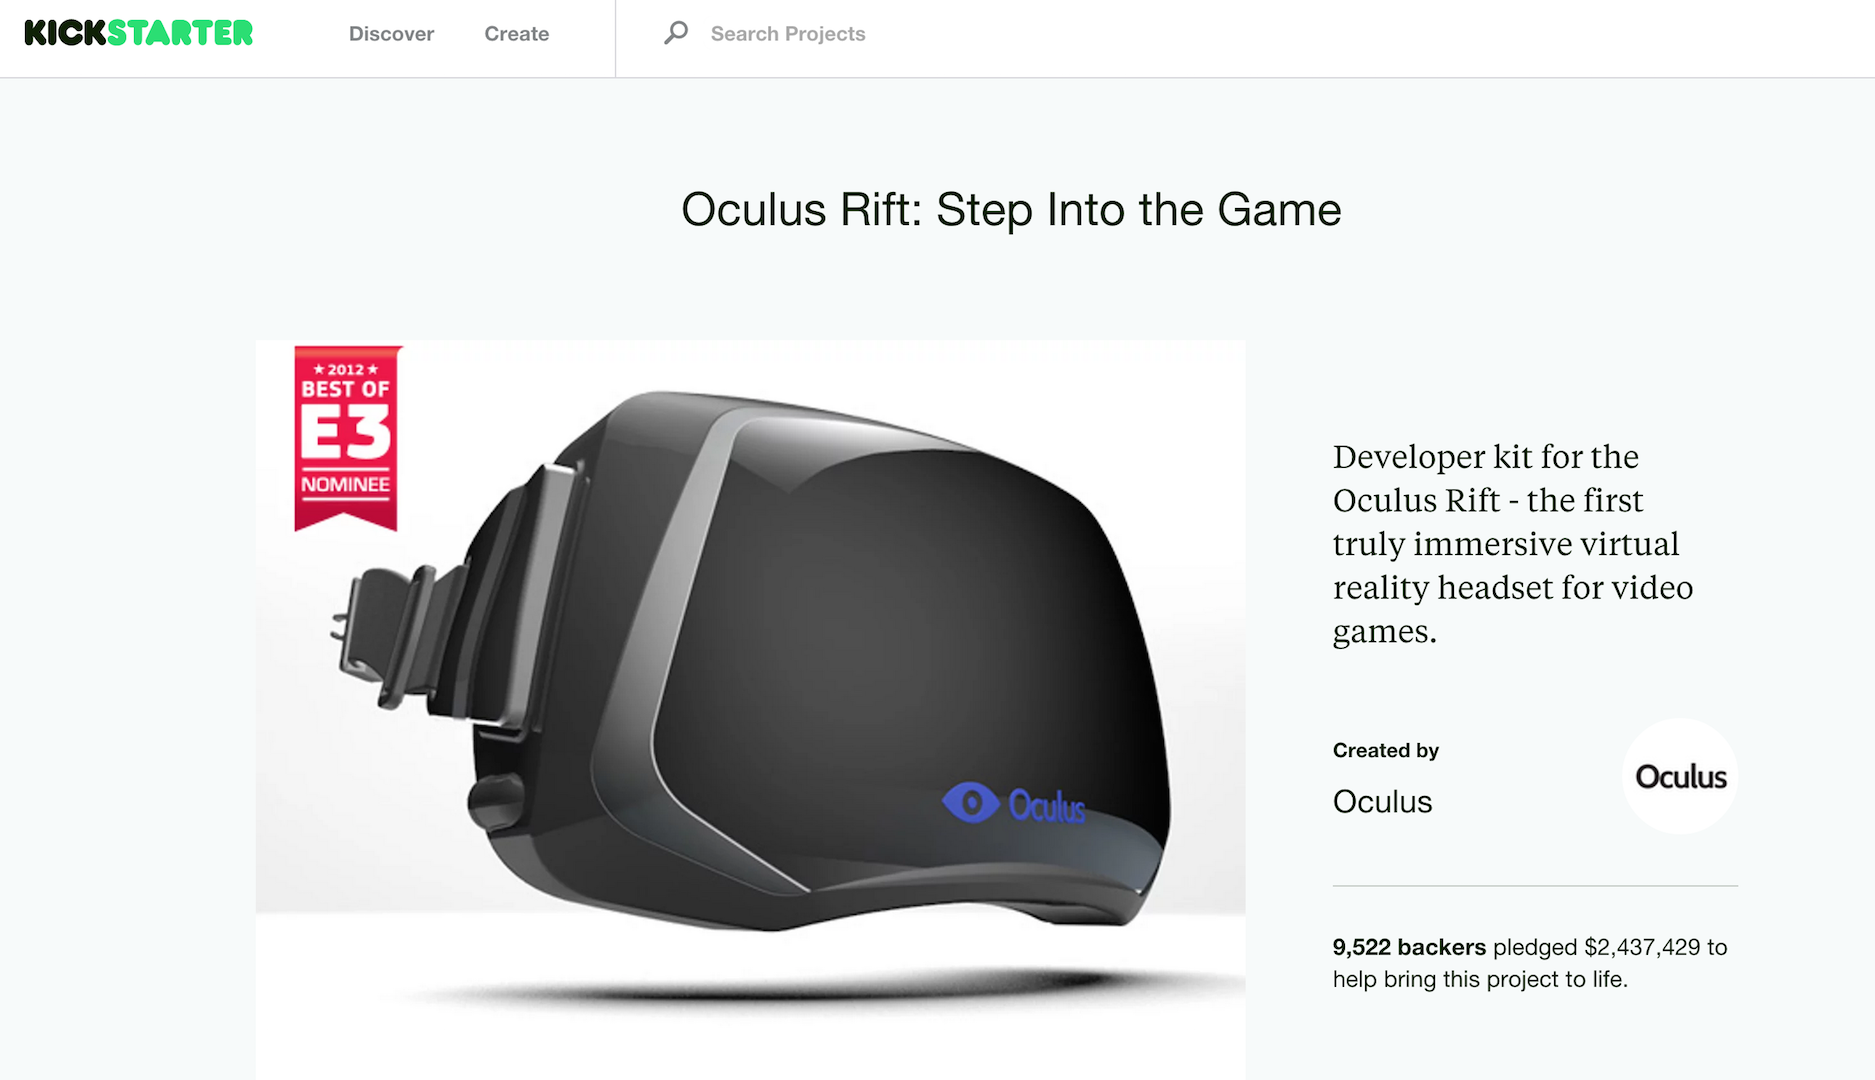 KICKSTARTER
Discover
Create
Search Projects
Oculus Rift: Step Into the Game
★ 2012 ★
BEST OF
E3
NOMINEE
Oculus
Developer kit for the
Oculus Rift - the first
truly immersive virtual
reality headset for video
games.
Created by
Oculus
Oculus
9,522 backers pledged $2,437,429 to
help bring this project to life.